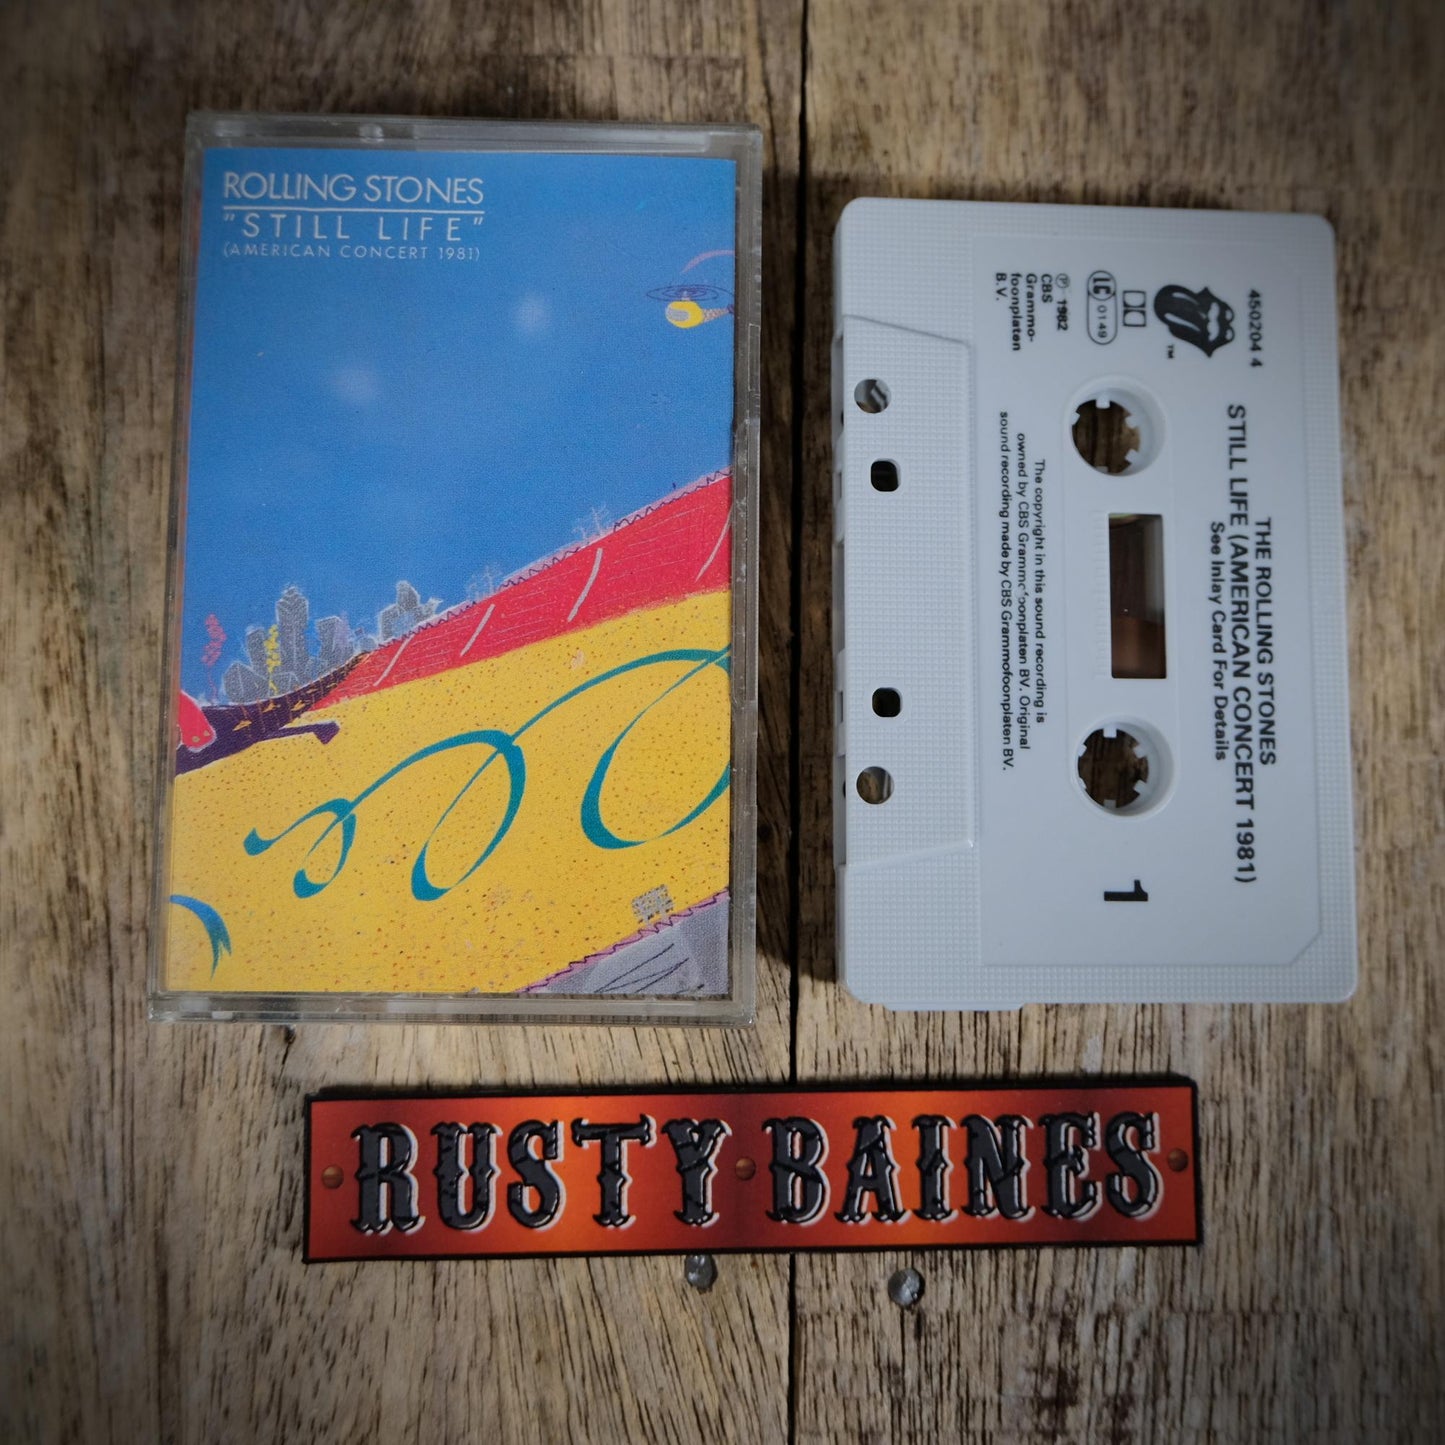 ROLLING STONES
"STILL LIFE"
(AMERICAN CONCERT 1981)
450204 4
THE ROLLING STONES
STILL LIFE (AMERICAN CONCERT 1981)
See Inlay Card For Details
TM
LC 0149
℗ 1982
CBS
Grammo-
foonplaten
B.V.
1
The copyright in this sound recording is
owned by CBS Grammofoonplaten BV. Original
sound recording made by CBS Grammofoonplaten BV.
RUSTY BAINES